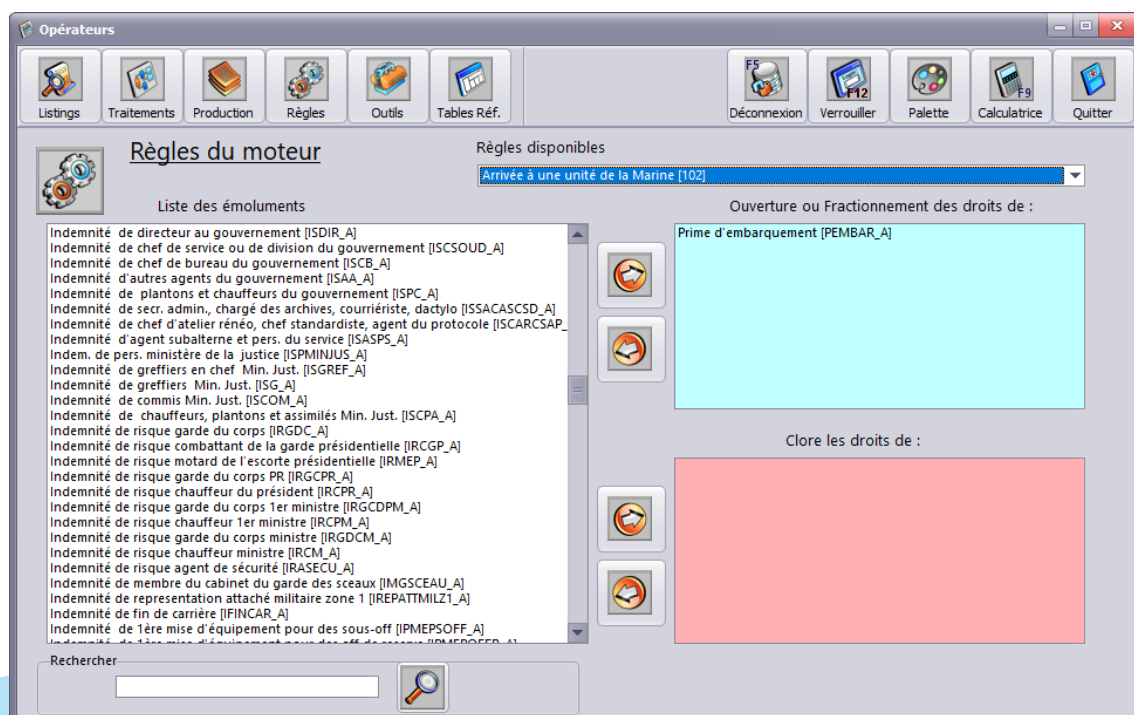 Opérateurs
F5
F12
F9
Listings
Traitements
Production
Règles
Outils
Tables Réf.
Déconnexion
Verrouiller
Palette
Calculatrice
Quitter
Règles du moteur
Règles disponibles
Arrivée à une unité de la Marine [102]
Liste des émoluments
Ouverture ou Fractionnement des droits de :
Indemnité de directeur au gouvernement [ISDIR_A]
Indemnité de chef de service ou de division du gouvernement [ISCSOUD_A]
Indemnité de chef de bureau du gouvernement [ISCB_A]
Indemnité d'autres agents du gouvernement [ISAA_A]
Indemnité de plantons et chauffeurs du gouvernement [ISPC_A]
Indemnité de secr. admin., chargé des archives, courriériste, dactylo [ISSACASCSD_A]
Indemnité de chef d'atelier rénéo, chef standardiste, agent du protocole [ISCARCSAP_
Indemnité d'agent subalterne et pers. du service [ISASPS_A]
Indem. de pers. ministère de la justice [ISPMINJUS_A]
Indemnité de greffiers en chef Min. Just. [ISGREF_A]
Indemnité de greffiers Min. Just. [ISG_A]
Indemnité de commis Min. Just. [ISCOM_A]
Indemnité de chauffeurs, plantons et assimilés Min. Just. [ISCPA_A]
Indemnité de risque garde du corps [IRGDC_A]
Indemnité de risque combattant de la garde présidentielle [IRCGP_A]
Indemnité de risque motard de l'escorte présidentielle [IRMEP_A]
Indemnité de risque garde du corps PR [IRGCPR_A]
Indemnité de risque chauffeur du président [IRCPR_A]
Indemnité de risque garde du corps 1er ministre [IRGCDPM_A]
Indemnité de risque chauffeur 1er ministre [IRCPM_A]
Indemnité de risque garde du corps ministre [IRGDCM_A]
Indemnité de risque chauffeur ministre [IRCM_A]
Indemnité de risque agent de sécurité [IRASECU_A]
Indemnité de membre du cabinet du garde des sceaux [IMGSCEAU_A]
Indemnité de representation attaché militaire zone 1 [IREPATTMILZ1_A]
Indemnité de fin de carrière [IFINCAR_A]
Indemnité de 1ère mise d'équipement pour des sous-off [IPMEPSOFF_A]
Prime d'embarquement [PEMBAR_A]
Clore les droits de :
Rechercher